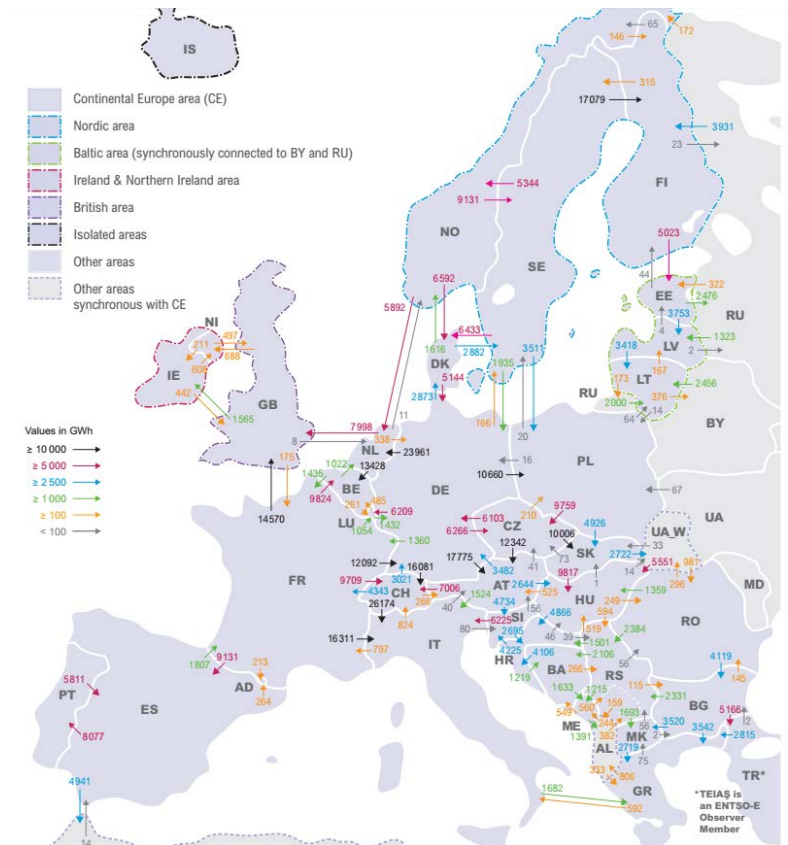 IS
Continental Europe area (CE)
Nordic area
Baltic area (synchronously connected to BY and RU)
Ireland & Northern Ireland area
British area
Isolated areas
Other areas
Other areas
synchronous with CE
65
146
172
315
17079
3931
23
FI
5344
9131
NO
SE
5023
44
322
EE
2476
RU
4
3753
1323
2
LV
3418
167
LT
173
2456
376
2000
RU
64
14
BY
5892
6592
6433
1616
2882
DK
1935
3511
5144
2873
166
20
NI
497
211
688
IE
442
GB
1565
7998
11
8
338
NL
23961
175
1022
13428
1435
BE
9824
261
485
6209
LU
1054
432
14570
1360
DE
16
10660
PL
Values in GWh
≥ 10 000
≥ 5 000
≥ 2 500
≥ 1 000
≥ 100
< 100
67
UA
UA_W
MD
210
9759
6103
CZ
6266
10006
4926
12342
SK
2722
33
73
41
17775
3482
AT
2644
9817
14
5551
981
1
296
1
FR
12092
16081
3021
9709
4343
CH
7006
266
26174
824
40
1524
4734
56
525
HU
1359
249
594
SI
6225
80
2695
4225
4866
46
39
519
1501
2384
2106
RO
HR
4106
1219
BA
266
RS
56
4119
145
16311
797
IT
1807
9131
213
AD
264
5811
PT
ES
8077
4941
14
1633
1215
115
2331
BG
549
560
159
244
1693
ME
1391
382
AL
MK
56
2
3520
3542
5166
2
2815
2719
75
333
806
GR
TR*
1682
592
*TEIAŞ is
an ENTSO-E
Observer
Member